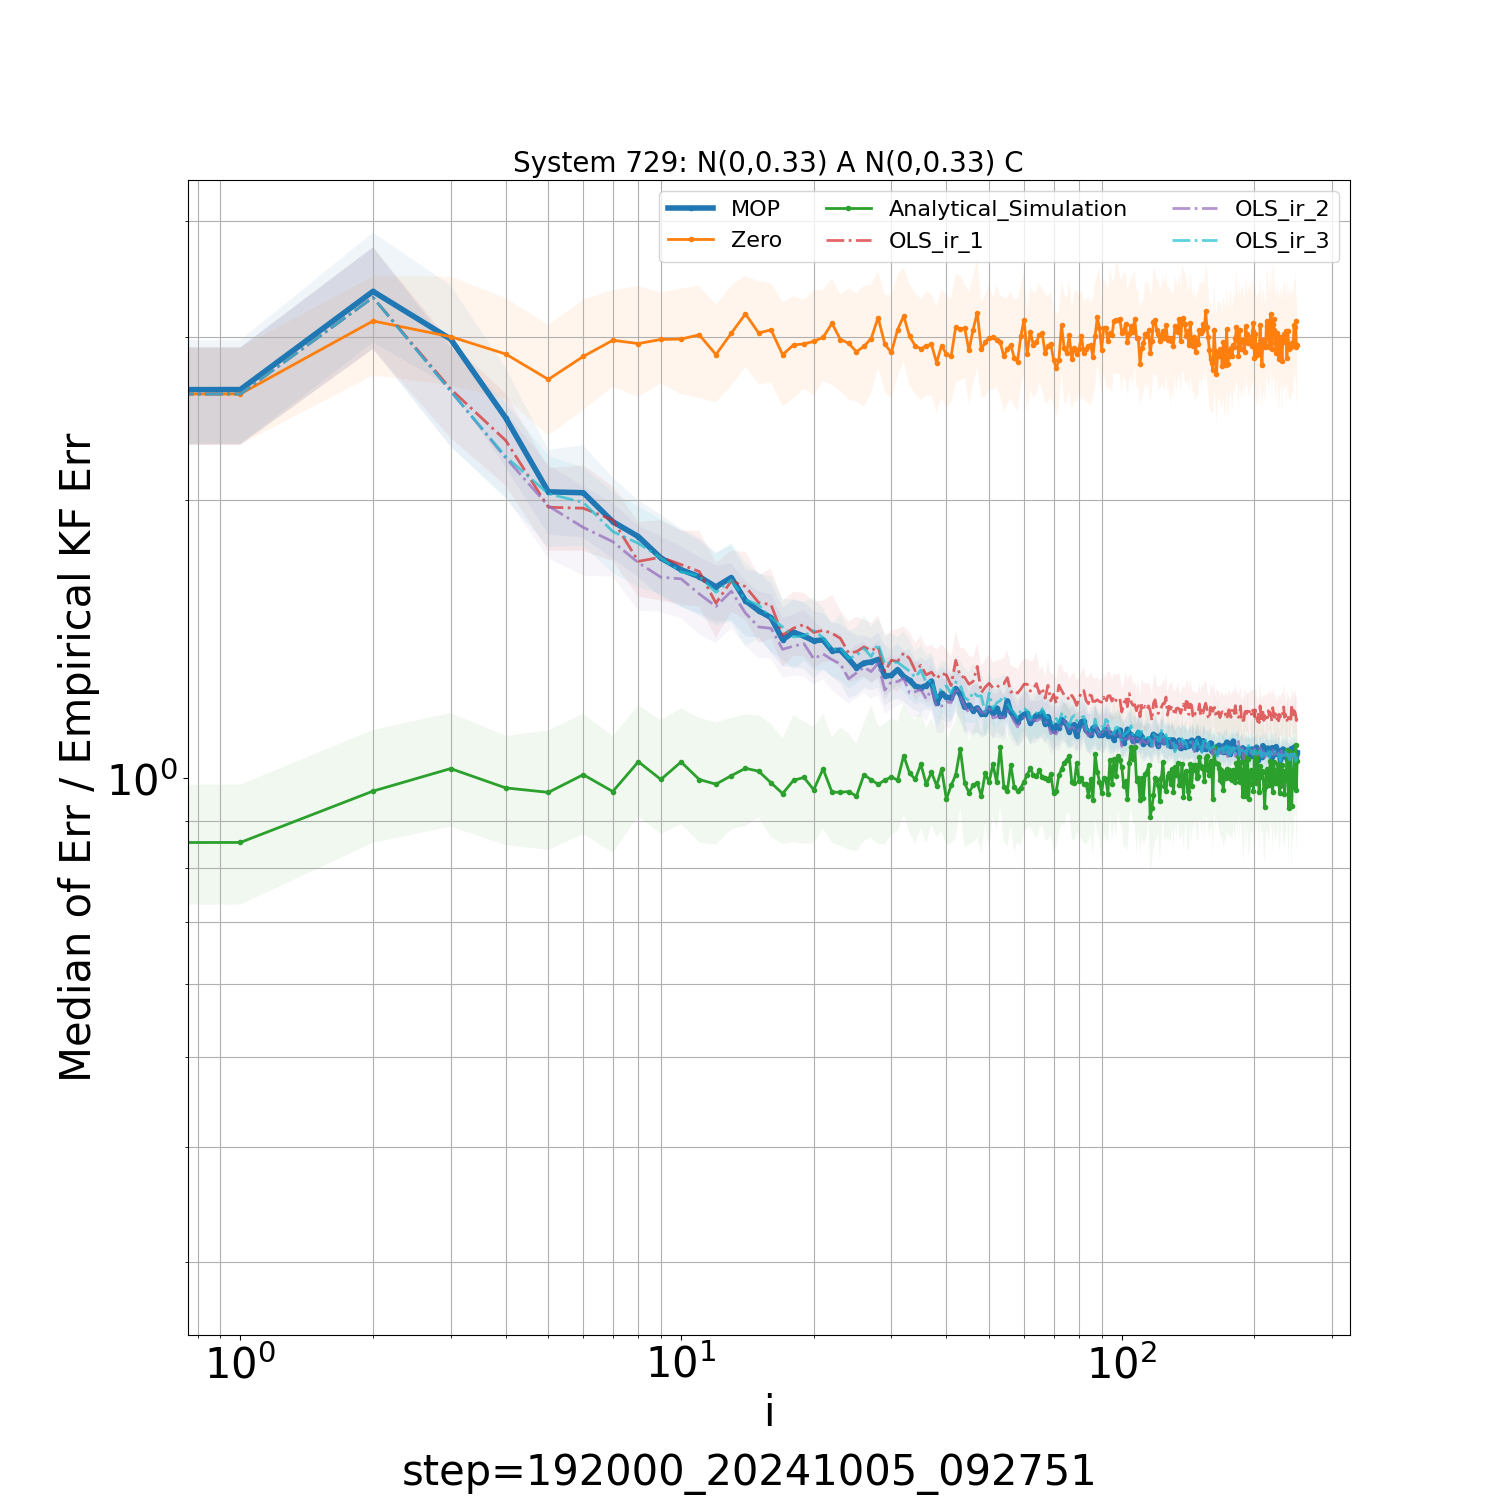 System 729: N(0,0.33) A N(0,0.33) C
MOP
Zero
Analytical_Simulation
OLS_ir_1
OLS_ir_2
OLS_ir_3
Median of Err / Empirical KF Err
10⁰
10⁰
10¹
10²
i
step=192000_20241005_092751